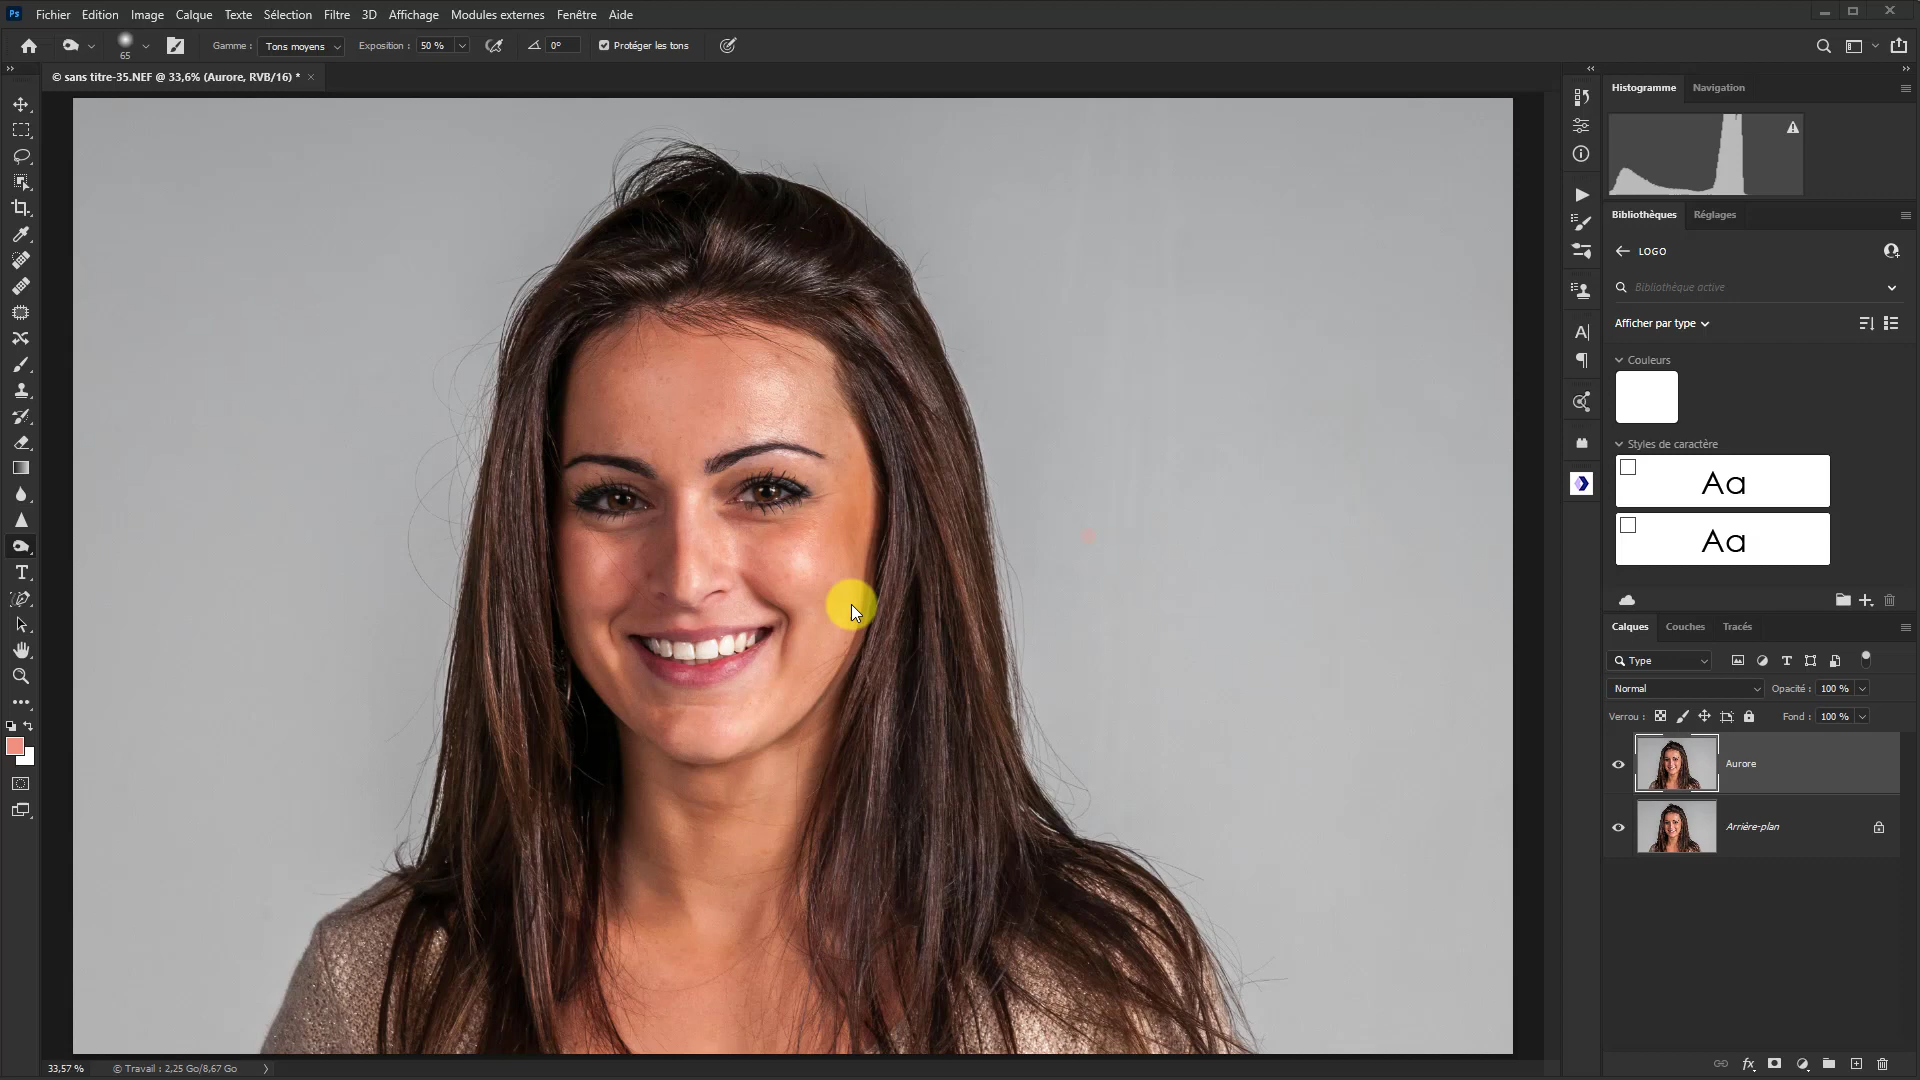 Ps Fichier Edition Image Calque Texte Sélection Filtre 3D Affichage Modules externes Fenêtre Aide
65 Gamme : Tons moyens Exposition : 50 % 0° Protéger les tons
© sans titre-35.NEF @ 33,6% (Aurore, RVB/16) *
Histogramme Navigation
Bibliothèques Réglages
LOGO
Bibliothèque active
Afficher par type
Couleurs
Styles de caractère
Aa
Aa
Calques Couches Tracés
Type
Normal Opacité : 100 %
Verrou : Fond : 100 %
Aurore
Arrière-plan
33,57 % © Travail : 2,25 Go/8,67 Go